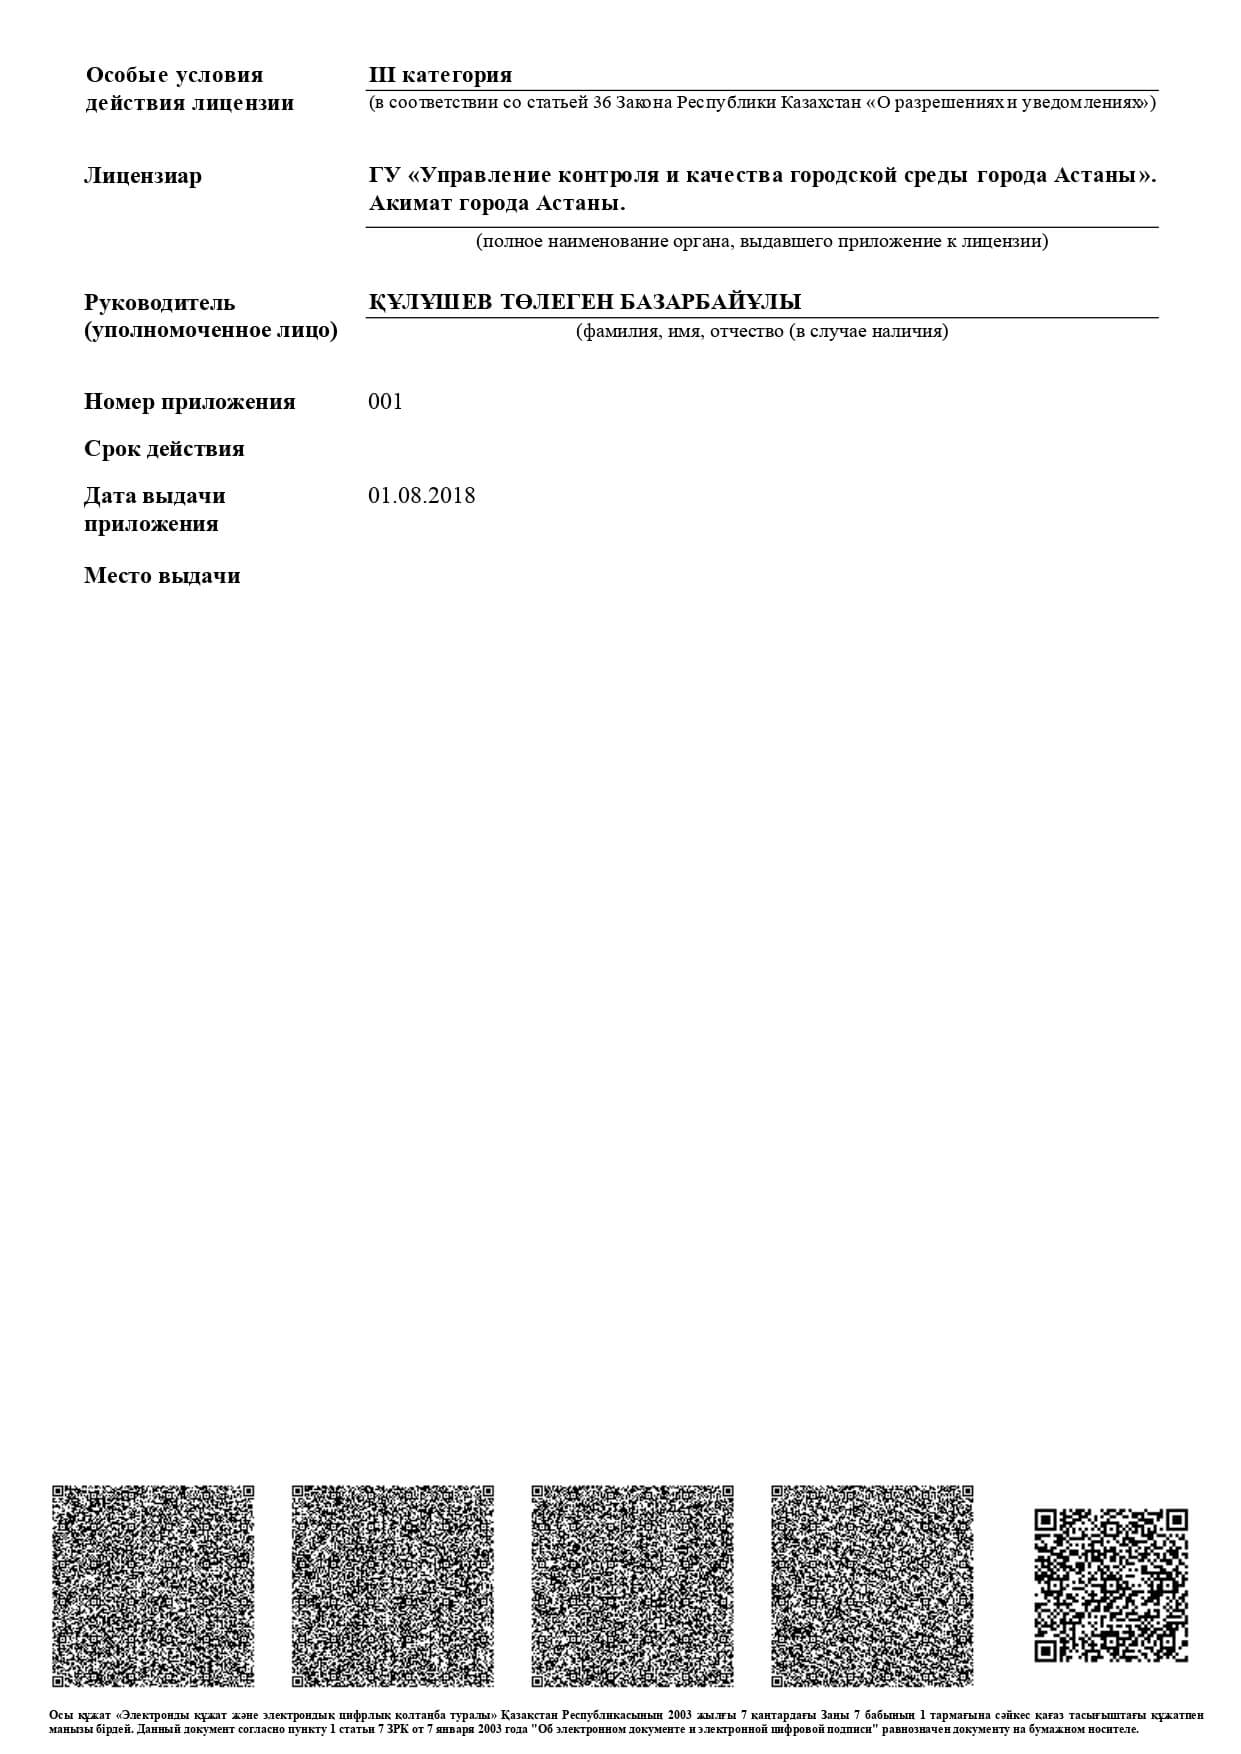 Особые условия
действия лицензии
III категория
(в соответствии со статьей 36 Закона Республики Казахстан «О разрешениях и уведомлениях»)
Лицензиар
ГУ «Управление контроля и качества городской среды города Астаны».
Акимат города Астаны.
(полное наименование органа, выдавшего приложение к лицензии)
Руководитель
(уполномоченное лицо)
ҚҰЛҰШЕВ ТӨЛЕГЕН БАЗАРБАЙҰЛЫ
(фамилия, имя, отчество (в случае наличия)
Номер приложения
001
Срок действия
Дата выдачи
приложения
01.08.2018
Место выдачи
Осы құжат «Электронды құжат және электрондық цифрлық қолтаңба туралы» Қазақстан Республикасының 2003 жылғы 7 қаңтардағы Заңы 7 бабының 1 тармағына сәйкес қағаз тасығыштағы құжатпен
маңызы бірдей. Данный документ согласно пункту 1 статьи 7 ЗРК от 7 января 2003 года "Об электронном документе и электронной цифровой подписи" равнозначен документу на бумажном носителе.